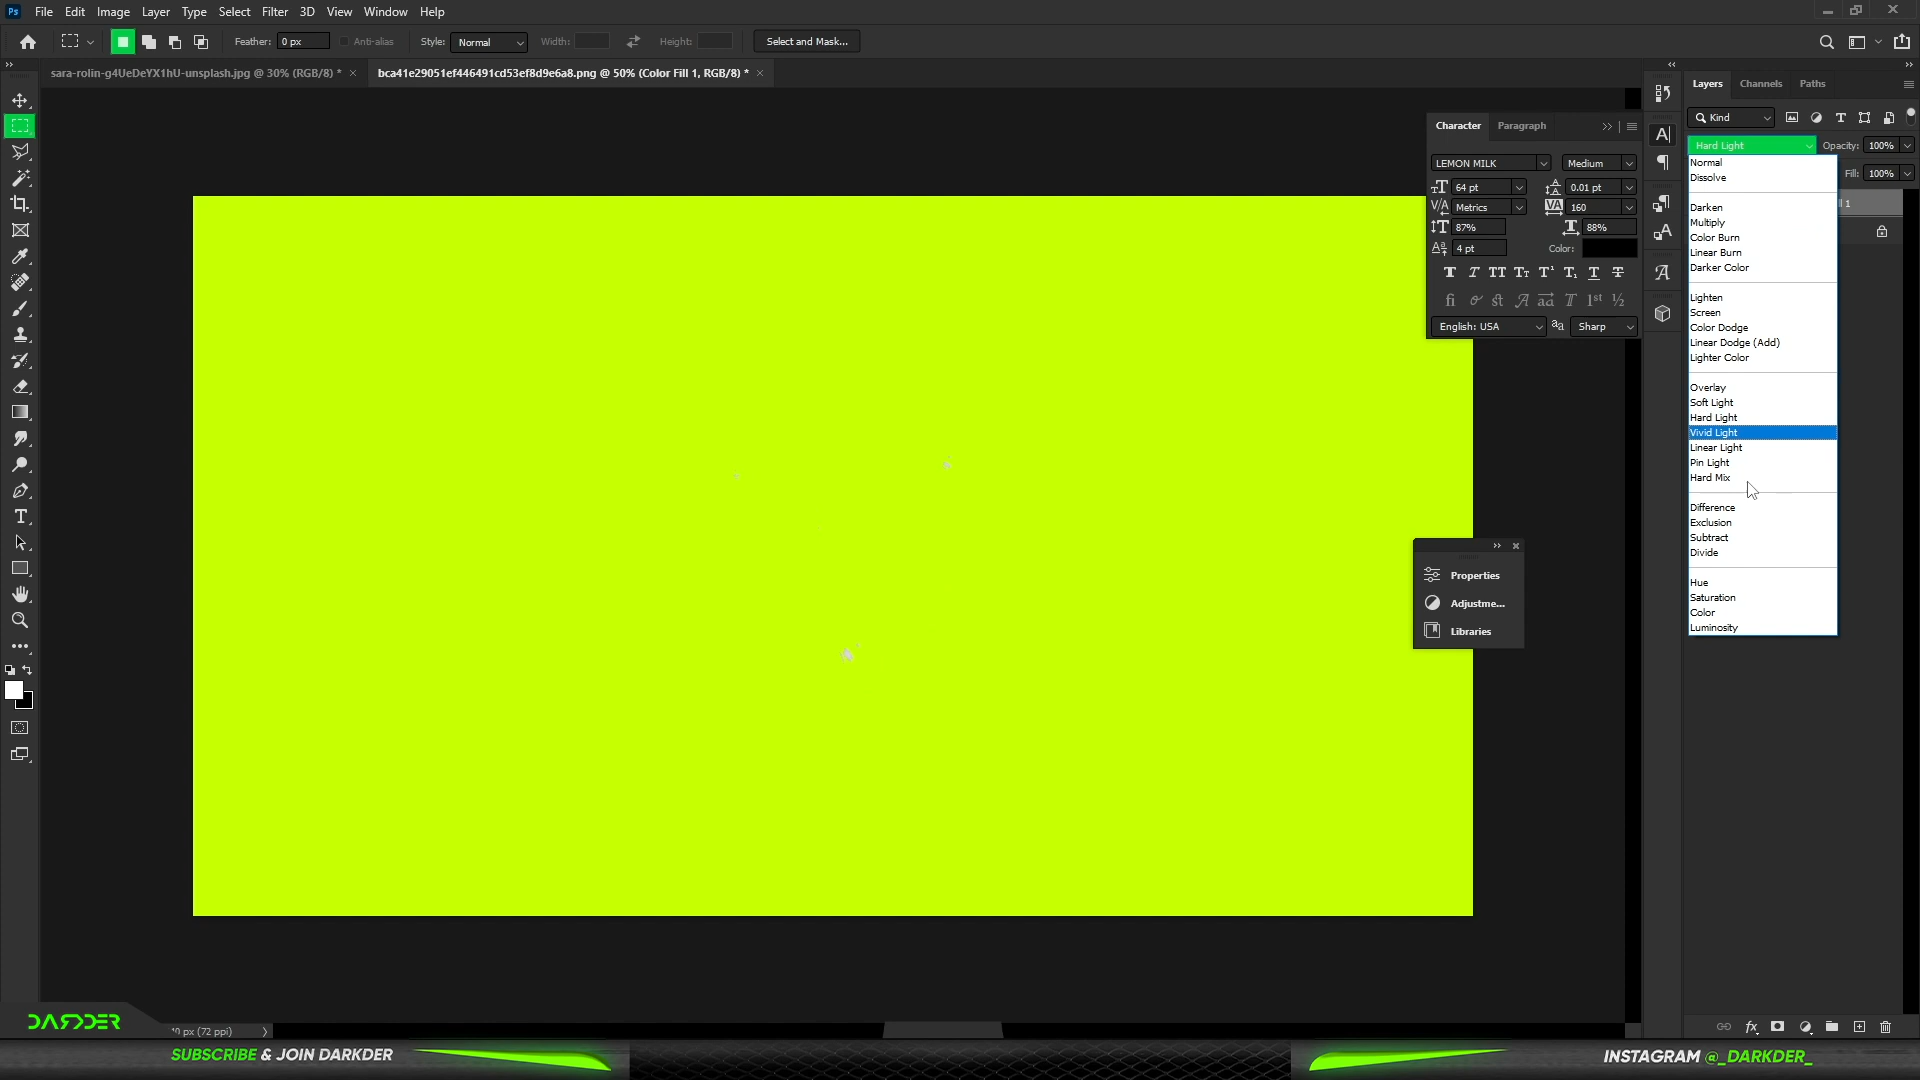 Ps File Edit Image Layer Type Select Filter 3D View Window Help
Feather: 0 px Anti-alias Style: Normal Width: Height: Select and Mask...
sara-rolin-g4UeDeYX1hU-unsplash.jpg @ 30% (RGB/8) *
bca41e29051ef446491cd53ef8d9e6a8.png @ 50% (Color Fill 1, RGB/8) *
Layers Channels Paths
Kind
Hard Light Opacity: 100%
Fill: 100%
l 1
Normal
Dissolve
Darken
Multiply
Color Burn
Linear Burn
Darker Color
Lighten
Screen
Color Dodge
Linear Dodge (Add)
Lighter Color
Overlay
Soft Light
Hard Light
Vivid Light
Linear Light
Pin Light
Hard Mix
Difference
Exclusion
Subtract
Divide
Hue
Saturation
Color
Luminosity
Character Paragraph
LEMON MILK Medium
64 pt 0.01 pt
Metrics 160
87% 88%
4 pt Color:
English: USA Sharp
Properties
Adjustme...
Libraries
0 px (72 ppi)
DARKDER
SUBSCRIBE & JOIN DARKDER
INSTAGRAM @_DARKDER_